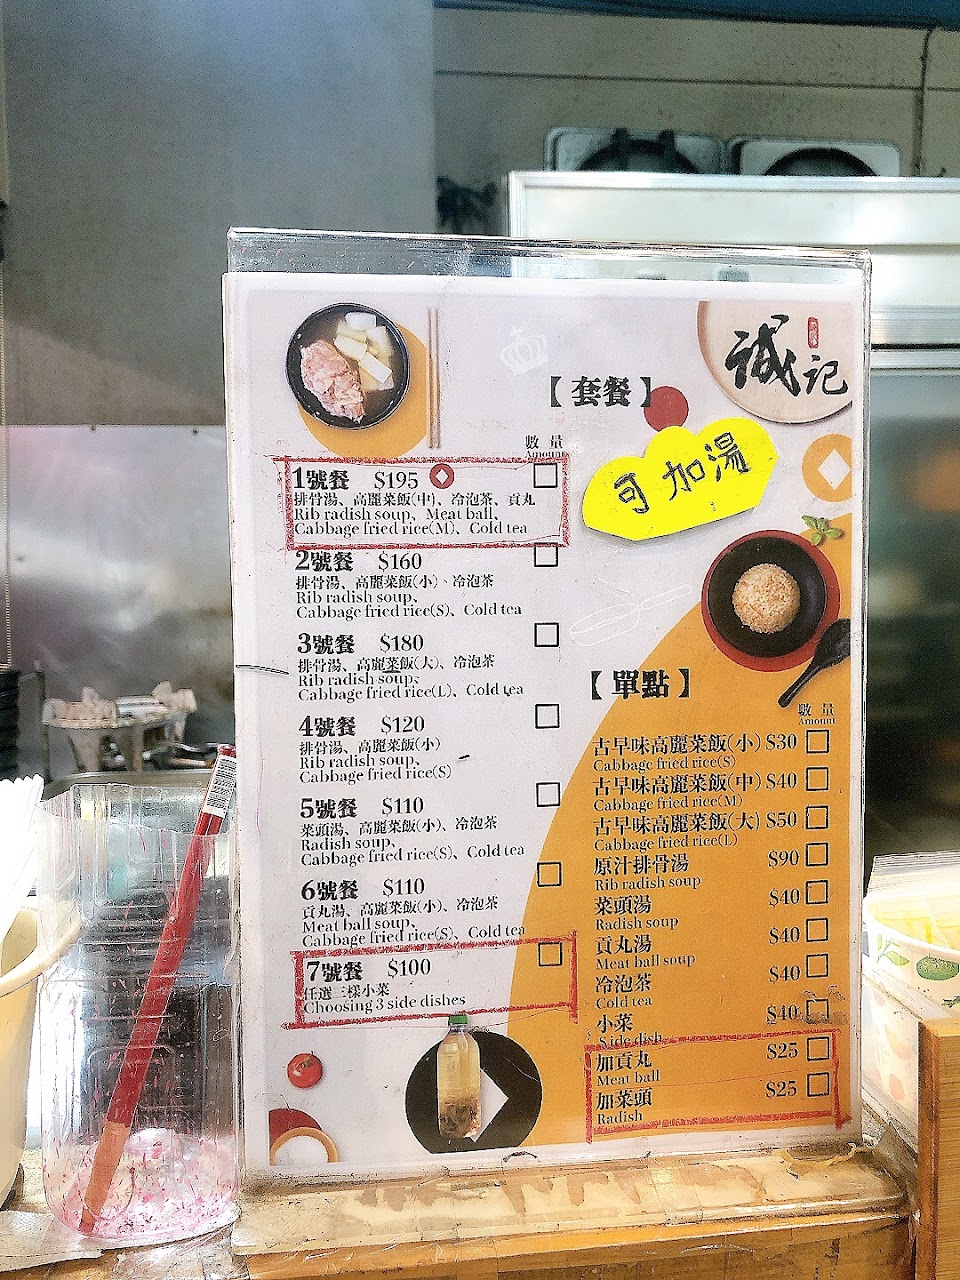 誠記
【套餐】
可加湯
數量
Amount
1號餐 $195
排骨湯、高麗菜飯(中)、冷泡茶、貢丸
Rib radish soup、Meat ball、
Cabbage fried rice(M)、Cold tea
2號餐 $160
排骨湯、高麗菜飯(小)、冷泡茶
Rib radish soup、
Cabbage fried rice(S)、Cold tea
3號餐 $180
排骨湯、高麗菜飯(大)、冷泡茶
Rib radish soup、
Cabbage fried rice(L)、Cold tea
4號餐 $120
排骨湯、高麗菜飯(小)
Rib radish soup、
Cabbage fried rice(S)
5號餐 $110
菜頭湯、高麗菜飯(小)、冷泡茶
Radish soup、
Cabbage fried rice(S)、Cold tea
6號餐 $110
貢丸湯、高麗菜飯(小)、冷泡茶
Meat ball soup、
Cabbage fried rice(S)、Cold tea
7號餐 $100
任選三樣小菜
Choosing 3 side dishes
【單點】
數量
Amount
古早味高麗菜飯(小) $30
Cabbage fried rice(S)
古早味高麗菜飯(中) $40
Cabbage fried rice(M)
古早味高麗菜飯(大) $50
Cabbage fried rice(L)
原汁排骨湯 $90
Rib radish soup
菜頭湯 $40
Radish soup
貢丸湯 $40
Meat ball soup
冷泡茶 $40
Cold tea
小菜 $40
Side dish
加貢丸 $25
Meat ball
加菜頭 $25
Radish